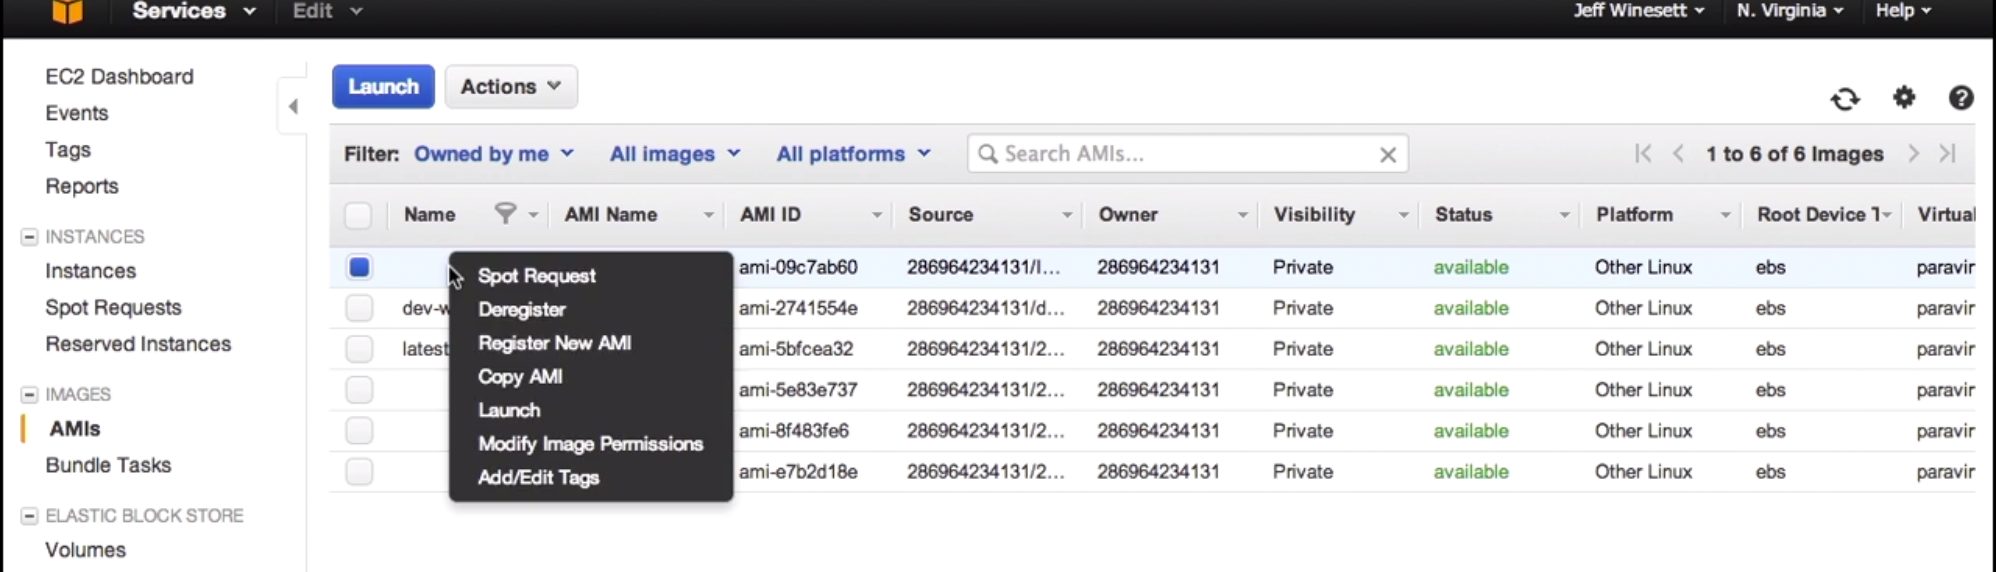 Services Edit Jeff Winesett N. Virginia Help
EC2 Dashboard
Events
Tags
Reports
INSTANCES
Instances
Spot Requests
Reserved Instances
IMAGES
AMIs
Bundle Tasks
ELASTIC BLOCK STORE
Volumes
Launch Actions
Filter: Owned by me All images All platforms Search AMIs... 1 to 6 of 6 Images
Name AMI Name AMI ID Source Owner Visibility Status Platform Root Device T Virtual
ami-09c7ab60 286964234131/l... 286964234131 Private available Other Linux ebs paravir
dev-w ami-2741554e 286964234131/d... 286964234131 Private available Other Linux ebs paravir
latest ami-5bfcea32 286964234131/2... 286964234131 Private available Other Linux ebs paravir
ami-5e83e737 286964234131/2... 286964234131 Private available Other Linux ebs paravir
ami-8f483fe6 286964234131/2... 286964234131 Private available Other Linux ebs paravir
ami-e7b2d18e 286964234131/2... 286964234131 Private available Other Linux ebs paravir
Spot Request
Deregister
Register New AMI
Copy AMI
Launch
Modify Image Permissions
Add/Edit Tags